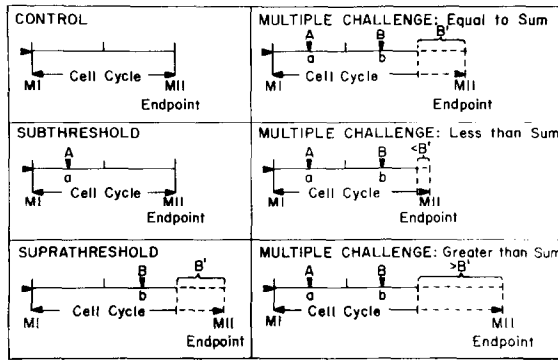 CONTROL
Cell Cycle
MI
MII
Endpoint
MULTIPLE CHALLENGE: Equal to Sum
A
B
B'
a
b
Cell Cycle
MI
MII
Endpoint
SUBTHRESHOLD
A
a
Cell Cycle
MI
MII
Endpoint
MULTIPLE CHALLENGE: Less than Sum
A
B
<B'
a
b
Cell Cycle
MI
MII
Endpoint
SUPRATHRESHOLD
B
B'
b
Cell Cycle
MI
MII
Endpoint
MULTIPLE CHALLENGE: Greater than Sum
A
B
>B'
a
b
Cell Cycle
MI
MII
Endpoint